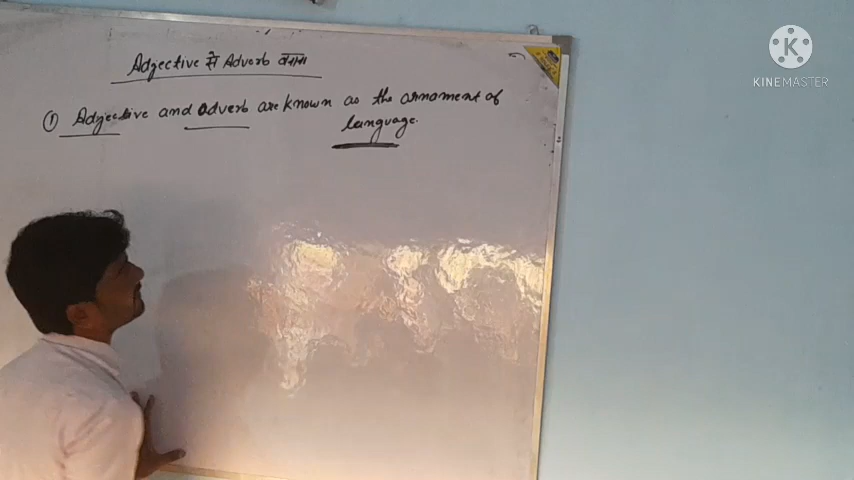 Adjective से Adverb बनाना
① Adjective and adverb are known as the ornament of
language.
KINEMASTER